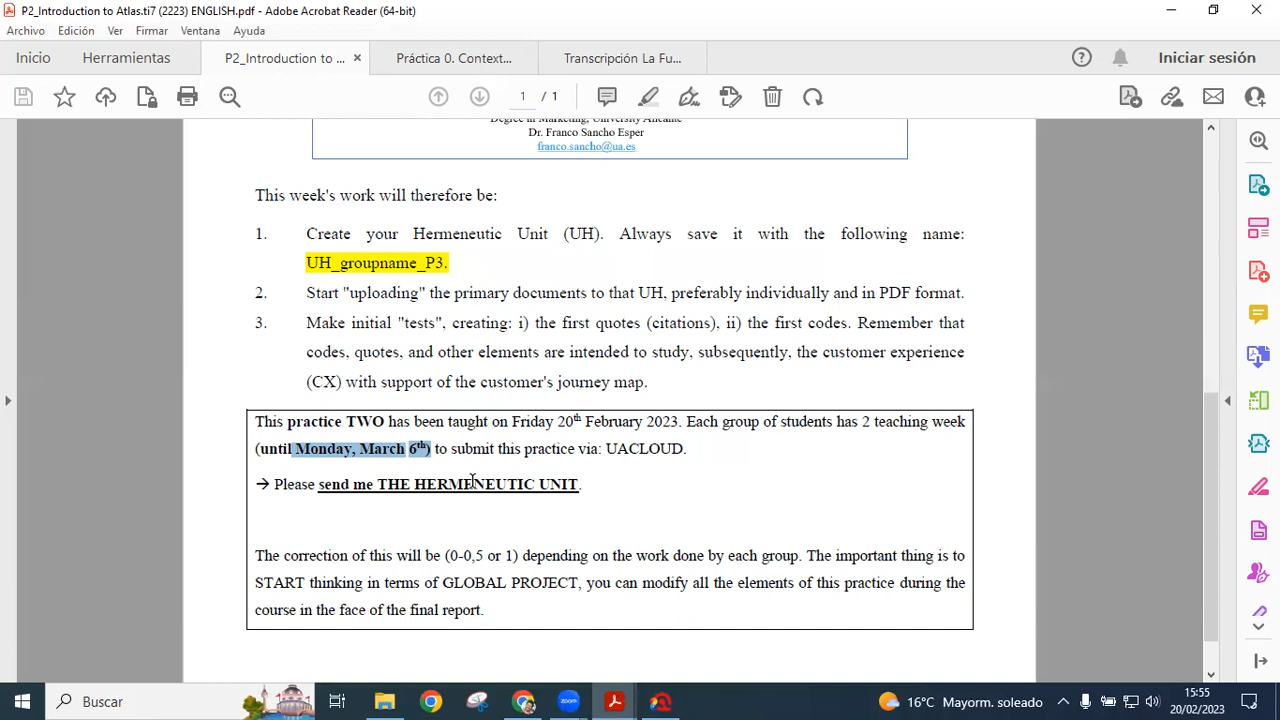 P2_Introduction to Atlas.ti7 (2223) ENGLISH.pdf - Adobe Acrobat Reader (64-bit)
Archivo Edición Ver Firmar Ventana Ayuda
Inicio Herramientas P2_Introduction to ... × Práctica 0. Context... Transcripción La Fu... Iniciar sesión
1 / 1
Degree in Marketing, University Alicante
Dr. Franco Sancho Esper
franco.sancho@ua.es
This week's work will therefore be:
1. Create your Hermeneutic Unit (UH). Always save it with the following name:
UH_groupname_P3.
2. Start "uploading" the primary documents to that UH, preferably individually and in PDF format.
3. Make initial "tests", creating: i) the first quotes (citations), ii) the first codes. Remember that
codes, quotes, and other elements are intended to study, subsequently, the customer experience
(CX) with support of the customer's journey map.
This practice TWO has been taught on Friday 20th February 2023. Each group of students has 2 teaching week
(until Monday, March 6th) to submit this practice via: UACLOUD.
→ Please send me THE HERMENEUTIC UNIT.
The correction of this will be (0-0,5 or 1) depending on the work done by each group. The important thing is to
START thinking in terms of GLOBAL PROJECT, you can modify all the elements of this practice during the
course in the face of the final report.
Buscar
zoom
16°C Mayorm. soleado
15:55
20/02/2023